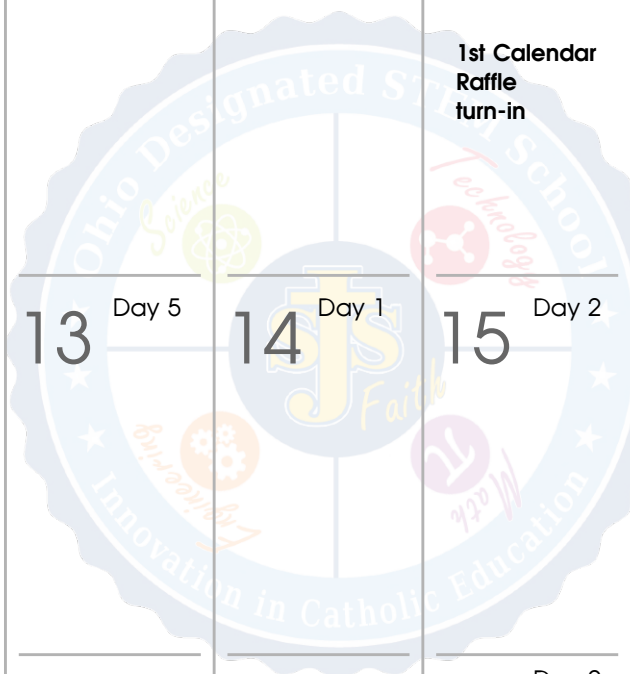 1st Calendar
Raffle
turn-in
Ohio Designated STEM School
Science
Technology
13 Day 5
14 Day 1
15 Day 2
SJS
Faith
Engineering
π
Math
Innovation in Catholic Education